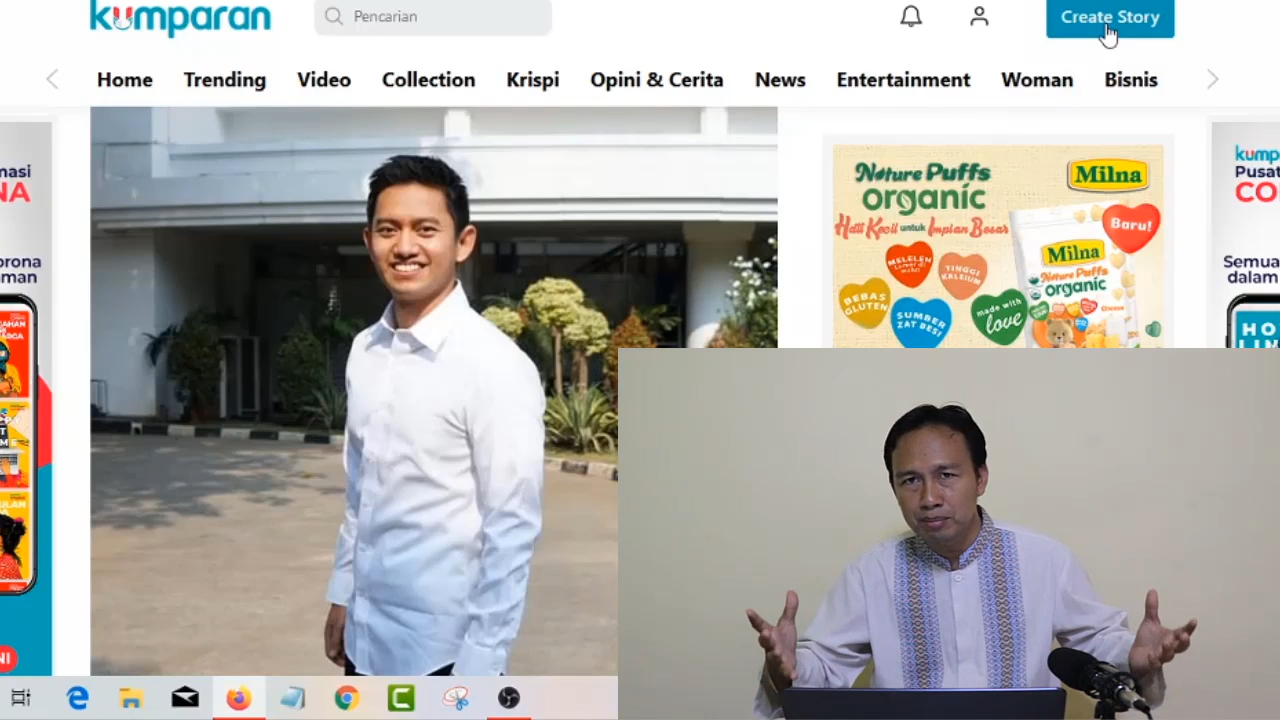 kumparan
Pencarian
Create Story
Home
Trending
Video
Collection
Krispi
Opini & Cerita
News
Entertainment
Woman
Bisnis
Nature Puffs
organic
Milna
Hati Kecil untuk Impian Besar
Baru!
MELELEH
TINGGI
KALSIUM
BEBAS
GLUTEN
SUMBER
ZAT BESI
made with
love
Milna
Nature Puffs
organic
masi
NA
orona
man
kump
Pusat
CO
Semua
dalam
HO